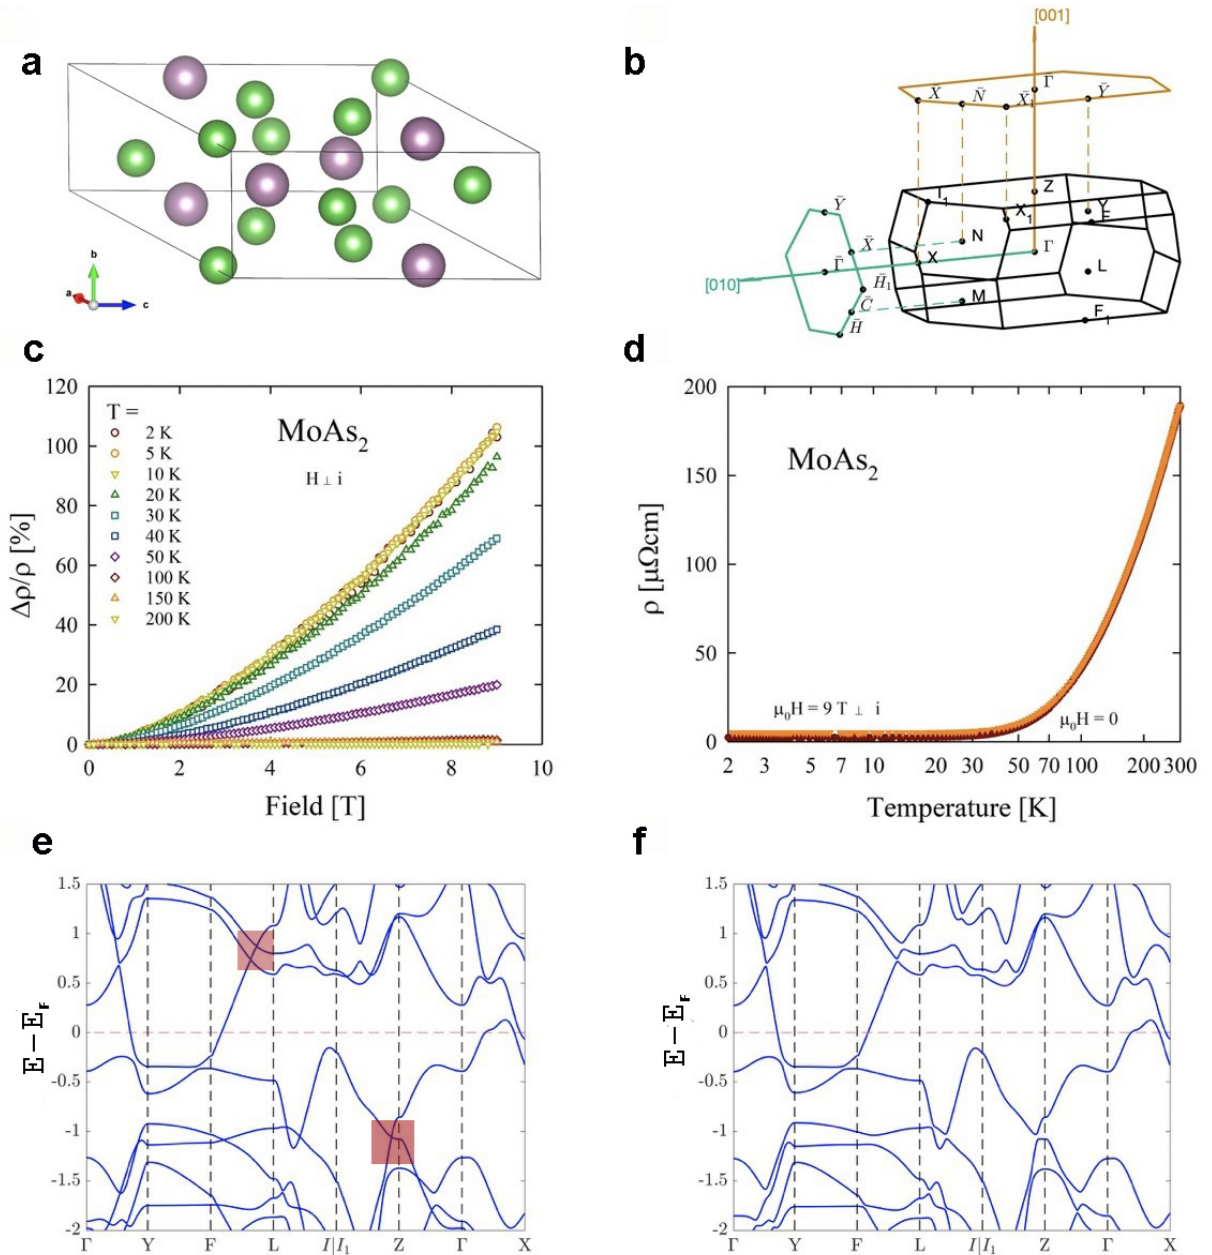 a
b
a
c
b
[001]
X̄
N̄
X̄₁
Γ
Ȳ
I₁
X₁
Z
Y
F
Ȳ
X̄
N
Γ
Γ̄
X
[010]
H̄₁
L
C̄
M
H̄
F₁
c
120
100
80
60
40
20
0
Δρ/ρ [%]
T =
2 K
5 K
10 K
20 K
30 K
40 K
50 K
100 K
150 K
200 K
MoAs₂
H ⊥ i
0 2 4 6 8 10
Field [T]
d
200
150
100
50
0
ρ [μΩcm]
MoAs₂
μ₀H = 9 T ⊥ i
μ₀H = 0
2 3 5 7 10 20 30 50 70 100 200 300
Temperature [K]
e
1.5
1
0.5
0
-0.5
-1
-1.5
-2
E − E_F
Γ Y F L I|I₁ Z Γ X
f
1.5
1
0.5
0
-0.5
-1
-1.5
-2
E − E_F
Γ Y F L I|I₁ Z Γ X